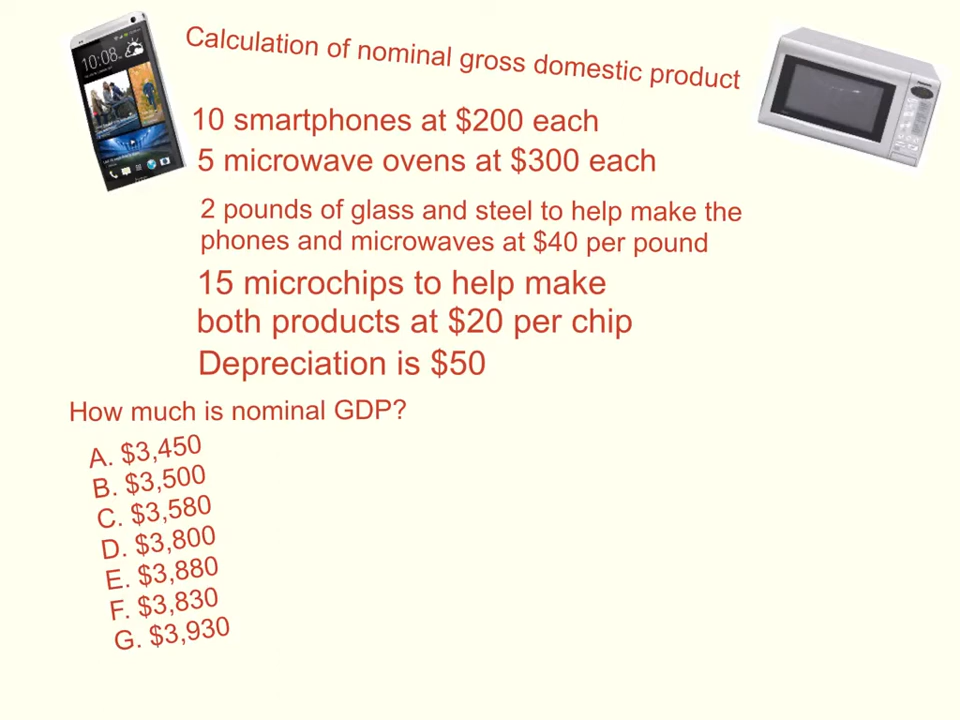 Calculation of nominal gross domestic product
10:08
10 smartphones at $200 each
5 microwave ovens at $300 each
2 pounds of glass and steel to help make the
phones and microwaves at $40 per pound
15 microchips to help make
both products at $20 per chip
Depreciation is $50
How much is nominal GDP?
A. $3,450
B. $3,500
C. $3,580
D. $3,800
E. $3,880
F. $3,830
G. $3,930